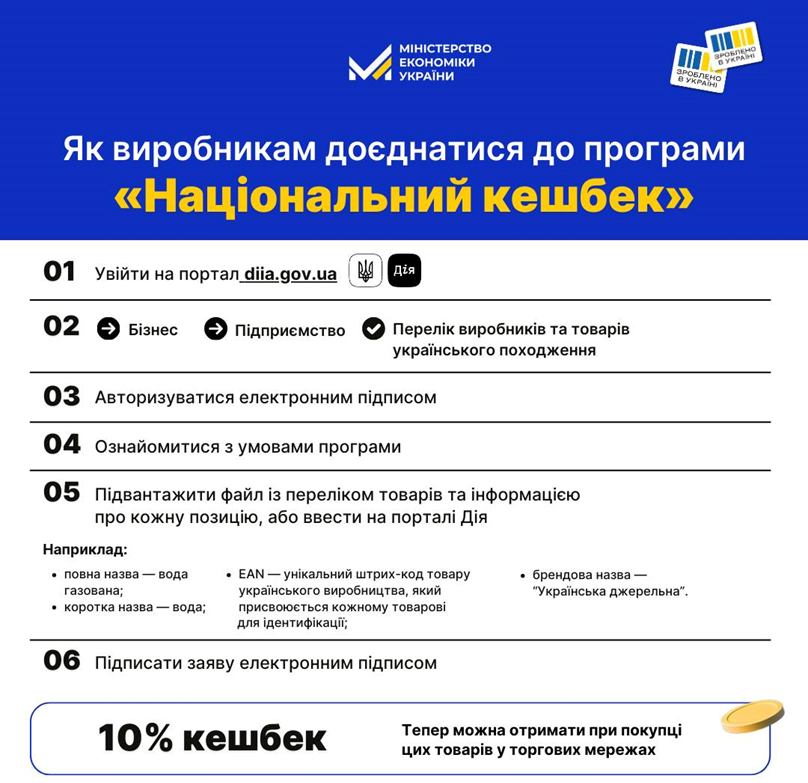 МІНІСТЕРСТВО
ЕКОНОМІКИ
УКРАЇНИ
ЗРОБЛЕНО
В УКРАЇНІ
ЗРОБЛЕНО
В УКРАЇНІ
Як виробникам доєднатися до програми
«Національний кешбек»
01 Увійти на портал diia.gov.ua Дія
02 Бізнес Підприємство Перелік виробників та товарів
українського походження
03 Авторизуватися електронним підписом
04 Ознайомитися з умовами програми
05 Підвантажити файл із переліком товарів та інформацією
про кожну позицію, або ввести на порталі Дія
Наприклад:
• повна назва — вода
газована;
• коротка назва — вода;
• EAN — унікальний штрих-код товару
українського виробництва, який
присвоюється кожному товарові
для ідентифікації;
• брендова назва —
“Українська джерельна”.
06 Підписати заяву електронним підписом
10% кешбек
Тепер можна отримати при покупці
цих товарів у торгових мережах